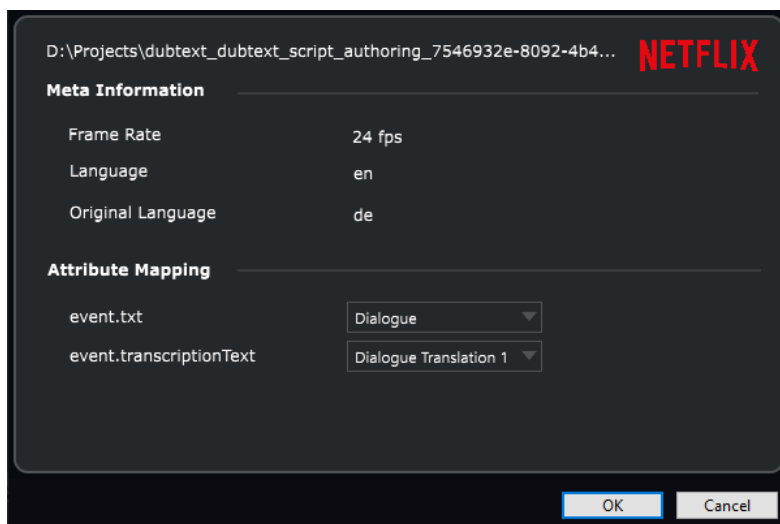 D:\Projects\dubtext_dubtext_script_authoring_7546932e-8092-4b4...
NETFLIX
Meta Information
Frame Rate 24 fps
Language en
Original Language de
Attribute Mapping
event.txt Dialogue
event.transcriptionText Dialogue Translation 1
OK Cancel